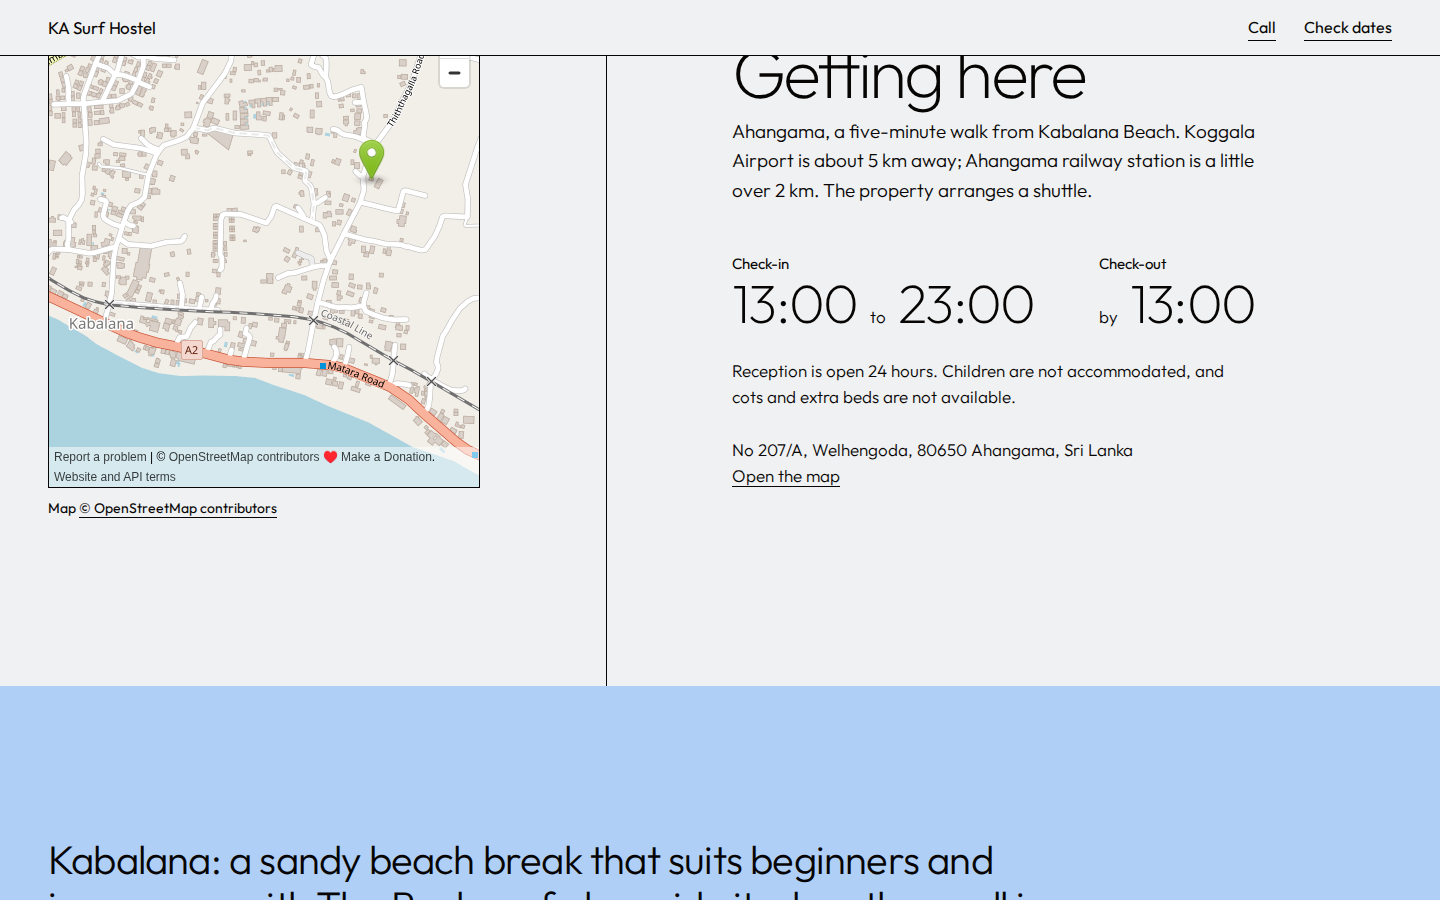 KA Surf Hostel
Call
Check dates
Thiththagalla Road
Kabalana
Coastal Line
A2
Matara Road
Report a problem | © OpenStreetMap contributors ❤️ Make a Donation.
Website and API terms
Map © OpenStreetMap contributors
Getting here
Ahangama, a five-minute walk from Kabalana Beach. Koggala
Airport is about 5 km away; Ahangama railway station is a little
over 2 km. The property arranges a shuttle.
Check-in
13:00 to 23:00
Check-out
by 13:00
Reception is open 24 hours. Children are not accommodated, and
cots and extra beds are not available.
No 207/A, Welhengoda, 80650 Ahangama, Sri Lanka
Open the map
Kabalana: a sandy beach break that suits beginners and